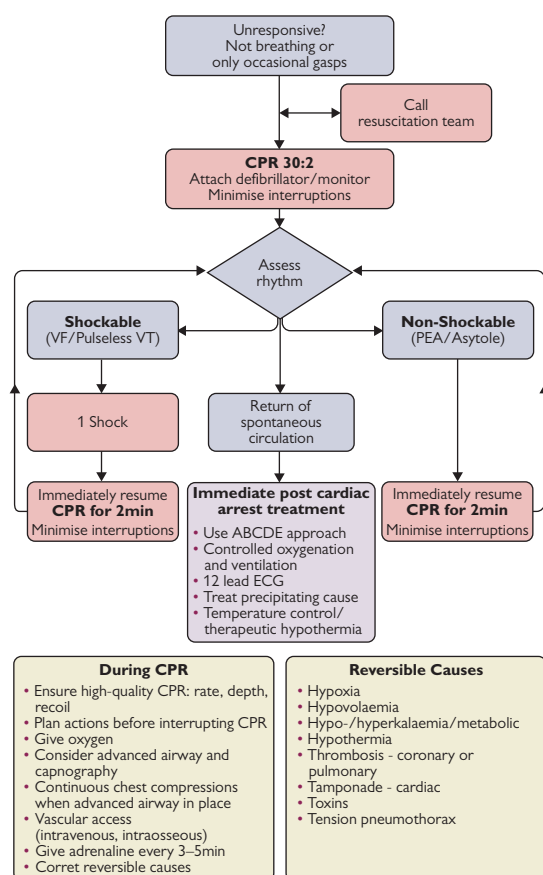 Unresponsive?
Not breathing or
only occasional gasps
Call
resuscitation team
CPR 30:2
Attach defibrillator/monitor
Minimise interruptions
Assess
rhythm
Shockable
(VF/Pulseless VT)
Non-Shockable
(PEA/Asytole)
1 Shock
Return of
spontaneous
circulation
Immediately resume
CPR for 2min
Minimise interruptions
Immediate post cardiac
arrest treatment
• Use ABCDE approach
• Controlled oxygenation
and ventilation
• 12 lead ECG
• Treat precipitating cause
• Temperature control/
therapeutic hypothermia
Immediately resume
CPR for 2min
Minimise interruptions
During CPR
• Ensure high-quality CPR: rate, depth,
recoil
• Plan actions before interrupting CPR
• Give oxygen
• Consider advanced airway and
capnography
• Continuous chest compressions
when advanced airway in place
• Vascular access
(intravenous, intraosseous)
• Give adrenaline every 3–5min
• Corret reversible causes
Reversible Causes
• Hypoxia
• Hypovolaemia
• Hypo-/hyperkalaemia/metabolic
• Hypothermia
• Thrombosis - coronary or
pulmonary
• Tamponade - cardiac
• Toxins
• Tension pneumothorax